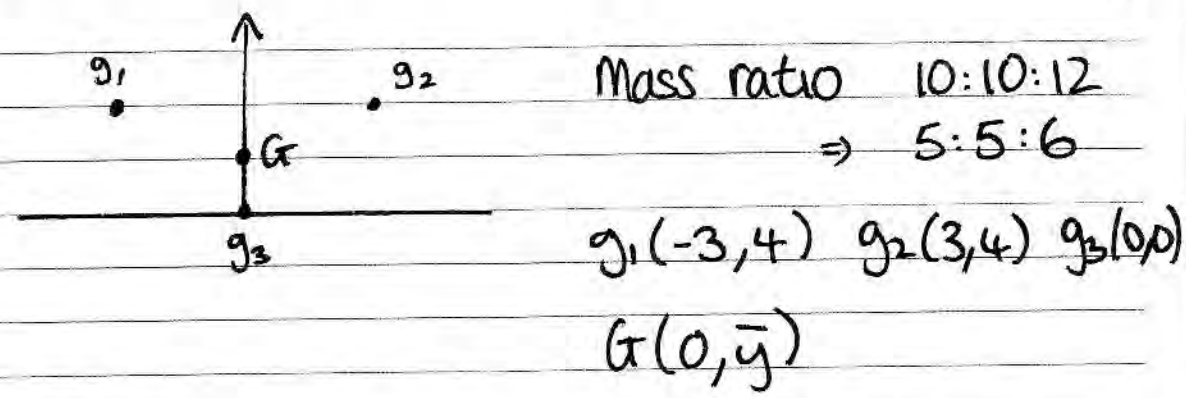 g₁ g₂ Mass ratio 10:10:12
G ⇒ 5:5:6
g₃ g₁(-3,4) g₂(3,4) g₃(0,0)
G(0,ȳ)